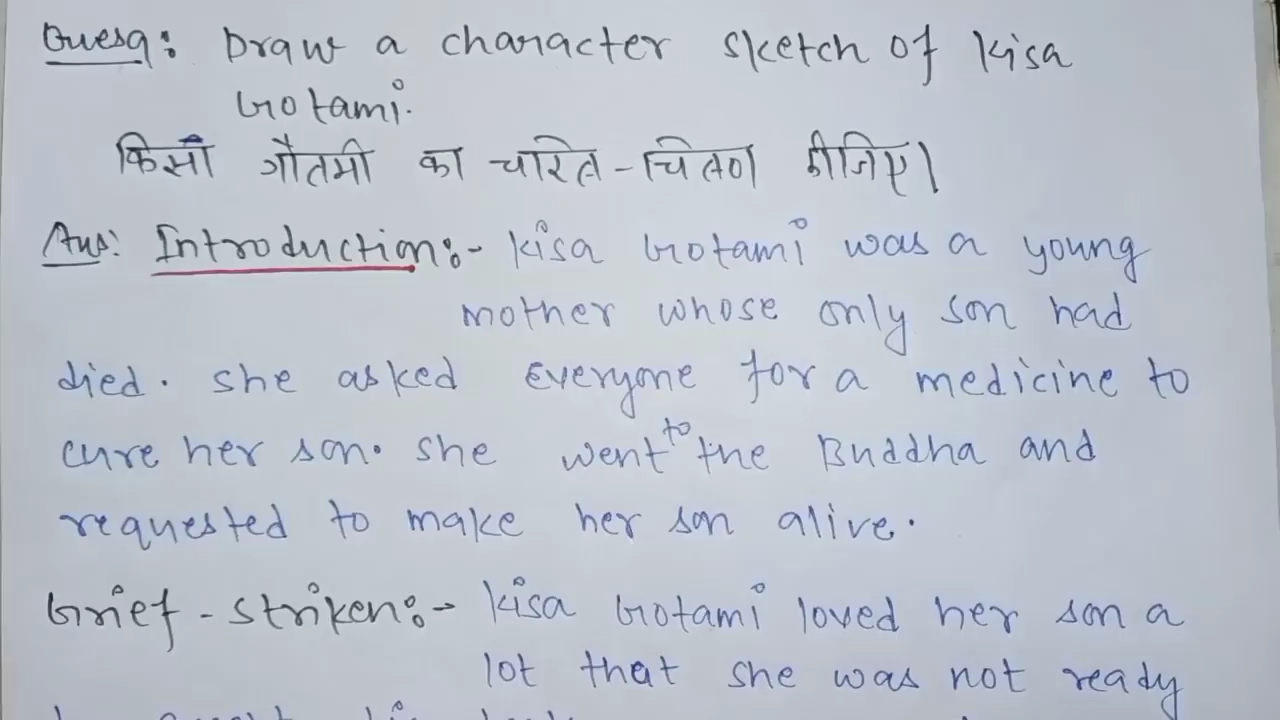 Quesq: Draw a character sketch of Kisa
Gotami.
किसी गौतमी का चरित्र-चित्रण कीजिए।
Ans: Introduction:- Kisa Gotami was a young
mother whose only son had
died. she asked everyone for a medicine to
cure her son. she went to the Buddha and
requested to make her son alive.
Grief-striken:- Kisa Gotami loved her son a
lot that she was not ready